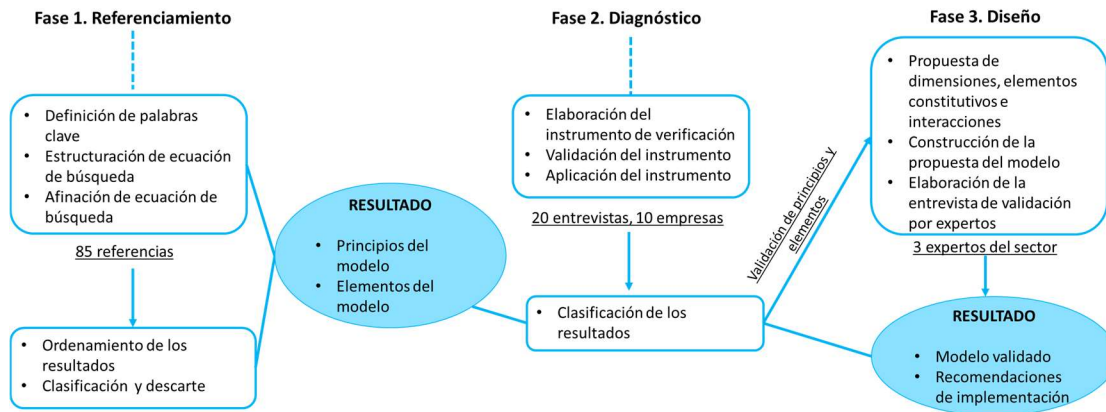 Fase 1. Referenciamiento
• Definición de palabras
clave
• Estructuración de ecuación
de búsqueda
• Afinación de ecuación de
búsqueda
85 referencias
• Ordenamiento de los
resultados
• Clasificación y descarte
RESULTADO
• Principios del
modelo
• Elementos del
modelo
Fase 2. Diagnóstico
• Elaboración del
instrumento de verificación
• Validación del instrumento
• Aplicación del instrumento
20 entrevistas, 10 empresas
• Clasificación de los
resultados
Validación de principios y
elementos
Fase 3. Diseño
• Propuesta de
dimensiones, elementos
constitutivos e
interacciones
• Construcción de la
propuesta del modelo
• Elaboración de la
entrevista de validación
por expertos
3 expertos del sector
RESULTADO
• Modelo validado
• Recomendaciones
de implementación